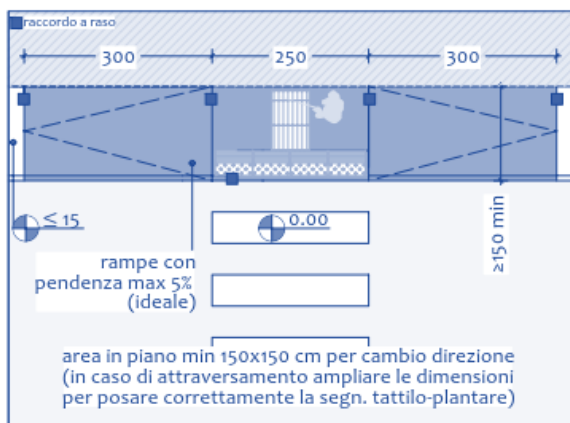 raccordo a raso
300
250
300
≤ 15
0.00
≥150 min
rampe con
pendenza max 5%
(ideale)
area in piano min 150x150 cm per cambio direzione
(in caso di attraversamento ampliare le dimensioni
per posare correttamente la segn. tattilo-plantare)